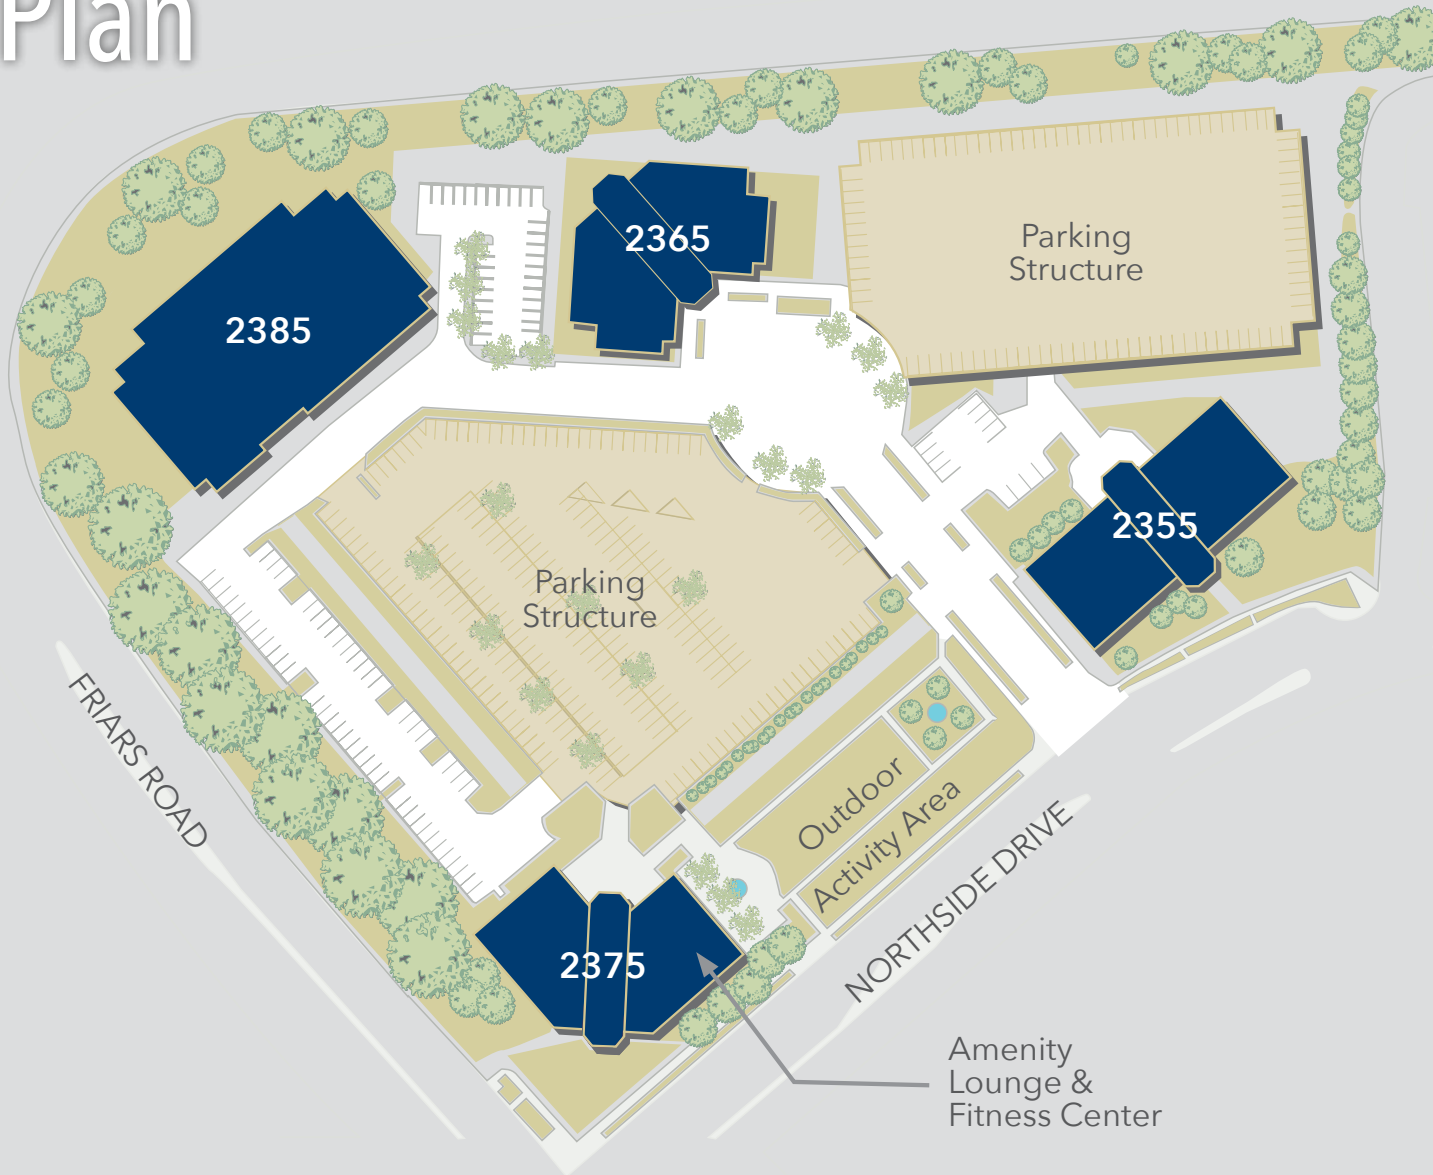 Plan
2365
Parking
Structure
2385
2355
Parking
Structure
FRIARS ROAD
Outdoor
Activity Area
NORTHSIDE DRIVE
2375
Amenity
Lounge &
Fitness Center